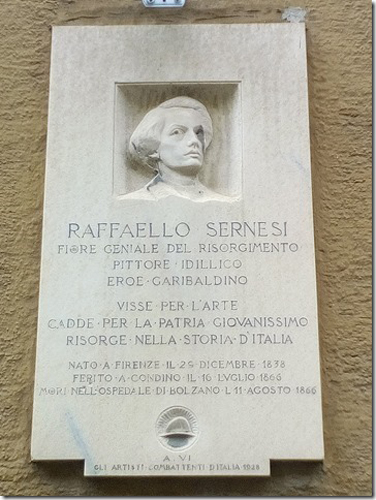 RAFFAELLO SERNESI
FIORE GENIALE · DEL RISORGIMENTO
PITTORE · IDILLICO
EROE · GARIBALDINO
VISSE · PER · L'ARTE
CADDE · PER · LA · PATRIA · GIOVANISSIMO
RISORGE · NELLA · STORIA · D'ITALIA
NATO · A · FIRENZE · IL · 29 · DICEMBRE · 1838
FERITO · A · CONDINO · IL · 16 · LUGLIO · 1866
MORI · NELL'OSPEDALE · DI · BOLZANO · L'11 · AGOSTO · 1866
A · VI
GLI · ARTISTI · COMBATTENTI · D'ITALIA · 1928